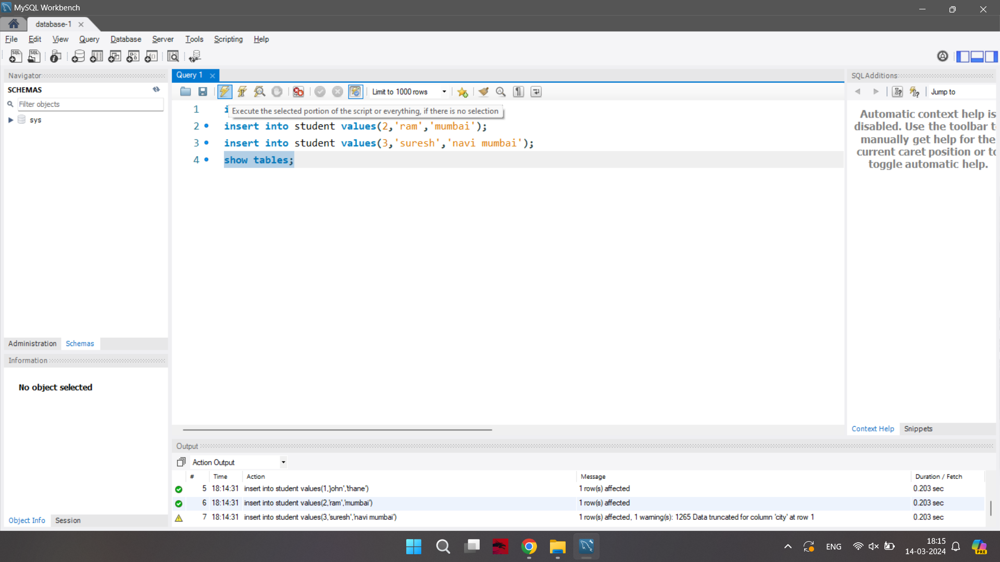 MySQL Workbench
database-1
File Edit View Query Database Server Tools Scripting Help
Navigator
SCHEMAS
Filter objects
sys
Administration Schemas
Information
No object selected
Object Info Session
Query 1
Limit to 1000 rows
1 i
Execute the selected portion of the script or everything, if there is no selection
2 insert into student values(2,'ram','mumbai');
3 insert into student values(3,'suresh','navi mumbai');
4 show tables;
SQLAdditions
Jump to
Automatic context help is
disabled. Use the toolbar t
manually get help for the
current caret position or to
toggle automatic help.
Context Help Snippets
Output
Action Output
# Time Action Message Duration / Fetch
5 18:14:31 insert into student values(1,'john','thane') 1 row(s) affected 0.203 sec
6 18:14:31 insert into student values(2,'ram','mumbai') 1 row(s) affected 0.203 sec
7 18:14:31 insert into student values(3,'suresh','navi mumbai') 1 row(s) affected, 1 warning(s): 1265 Data truncated for column 'city' at row 1 0.203 sec
ENG
18:15
14-03-2024
PRE